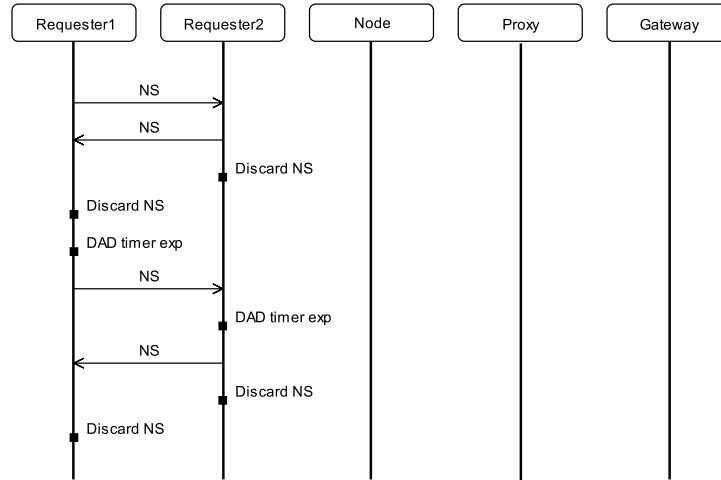 Requester1 Requester2 Node Proxy Gateway
NS
NS
Discard NS
Discard NS
DAD timer exp
NS
DAD timer exp
NS
Discard NS
Discard NS